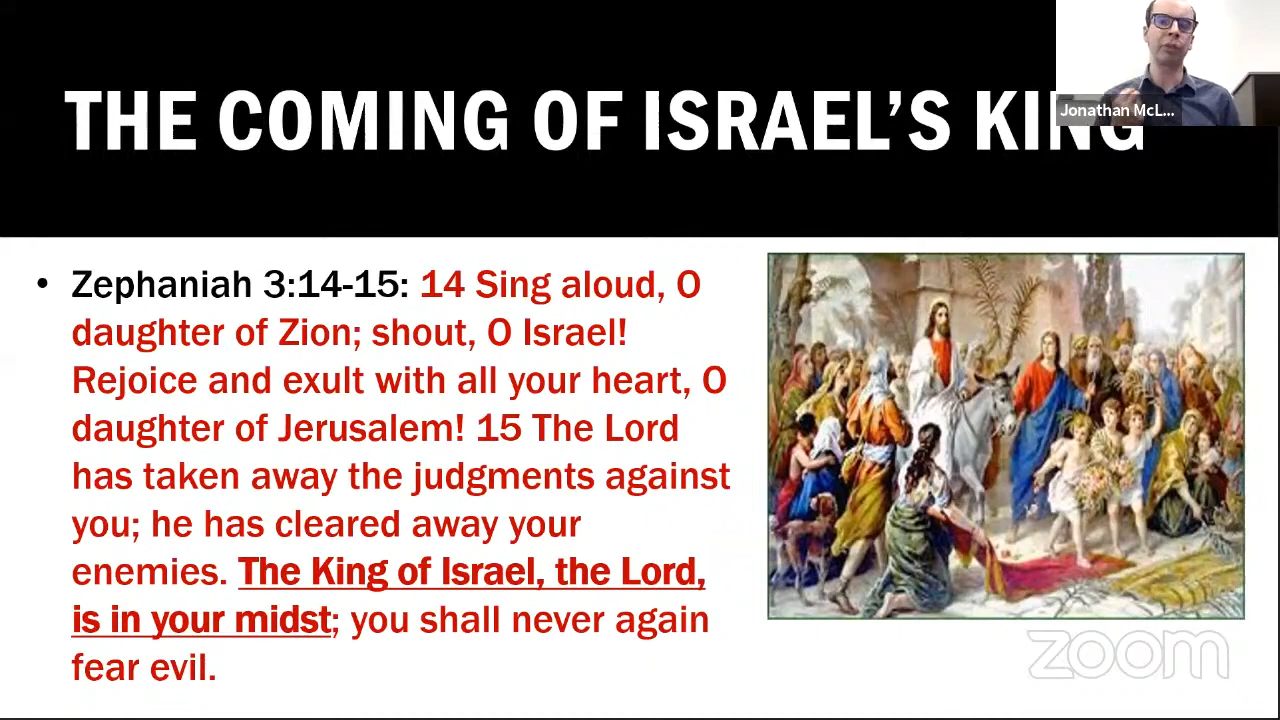 THE COMING OF ISRAEL'S KING
Jonathan McL...
• Zephaniah 3:14-15: 14 Sing aloud, O
daughter of Zion; shout, O Israel!
Rejoice and exult with all your heart, O
daughter of Jerusalem! 15 The Lord
has taken away the judgments against
you; he has cleared away your
enemies. The King of Israel, the Lord,
is in your midst; you shall never again
fear evil.
zoom